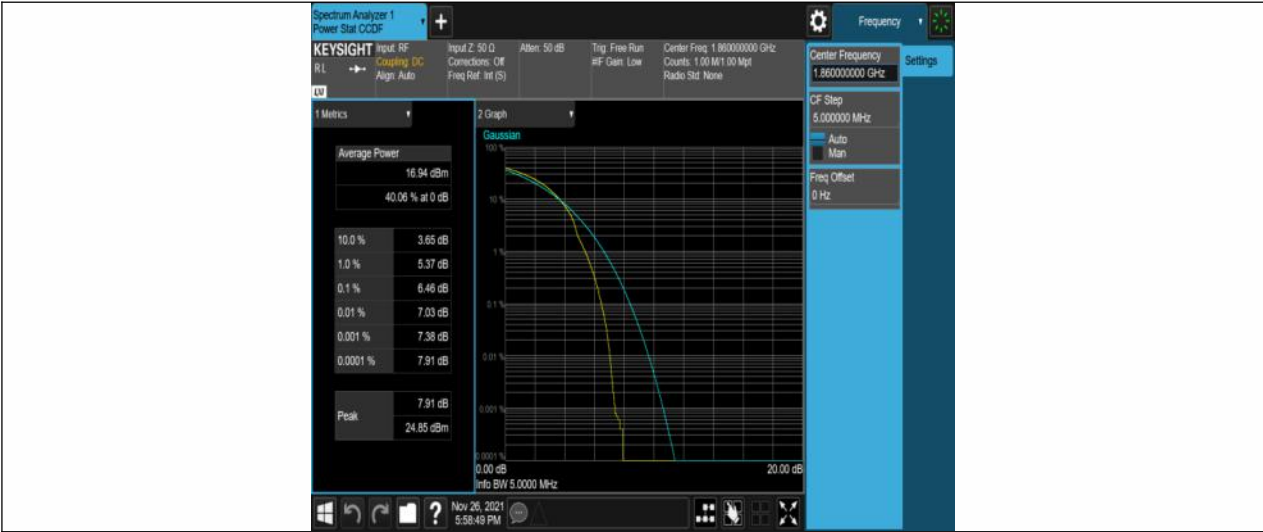 Spectrum Analyzer 1
Power Stat CCDF
+
Frequency
KEYSIGHT
RL
LW
Input: RF
Coupling: DC
Align: Auto
Input Z: 50 Ω
Corrections: Off
Freq Ref: Int (S)
Atten: 50 dB
Trig: Free Run
#IF Gain: Low
Center Freq: 1.860000000 GHz
Counts: 1.00 M/1.00 Mpt
Radio Std: None
Center Frequency
1.860000000 GHz
Settings
CF Step
5.000000 MHz
Auto
Man
Freq Offset
0 Hz
1 Metrics
Average Power
16.94 dBm
40.06 % at 0 dB
10.0 % 3.65 dB
1.0 % 5.37 dB
0.1 % 6.46 dB
0.01 % 7.03 dB
0.001 % 7.38 dB
0.0001 % 7.91 dB
Peak
7.91 dB
24.85 dBm
2 Graph
Gaussian
100 %
10 %
1 %
0.1 %
0.01 %
0.001 %
0.0001 %
0.00 dB 20.00 dB
Info BW 5.0000 MHz
?
Nov 26, 2021
5:58:49 PM